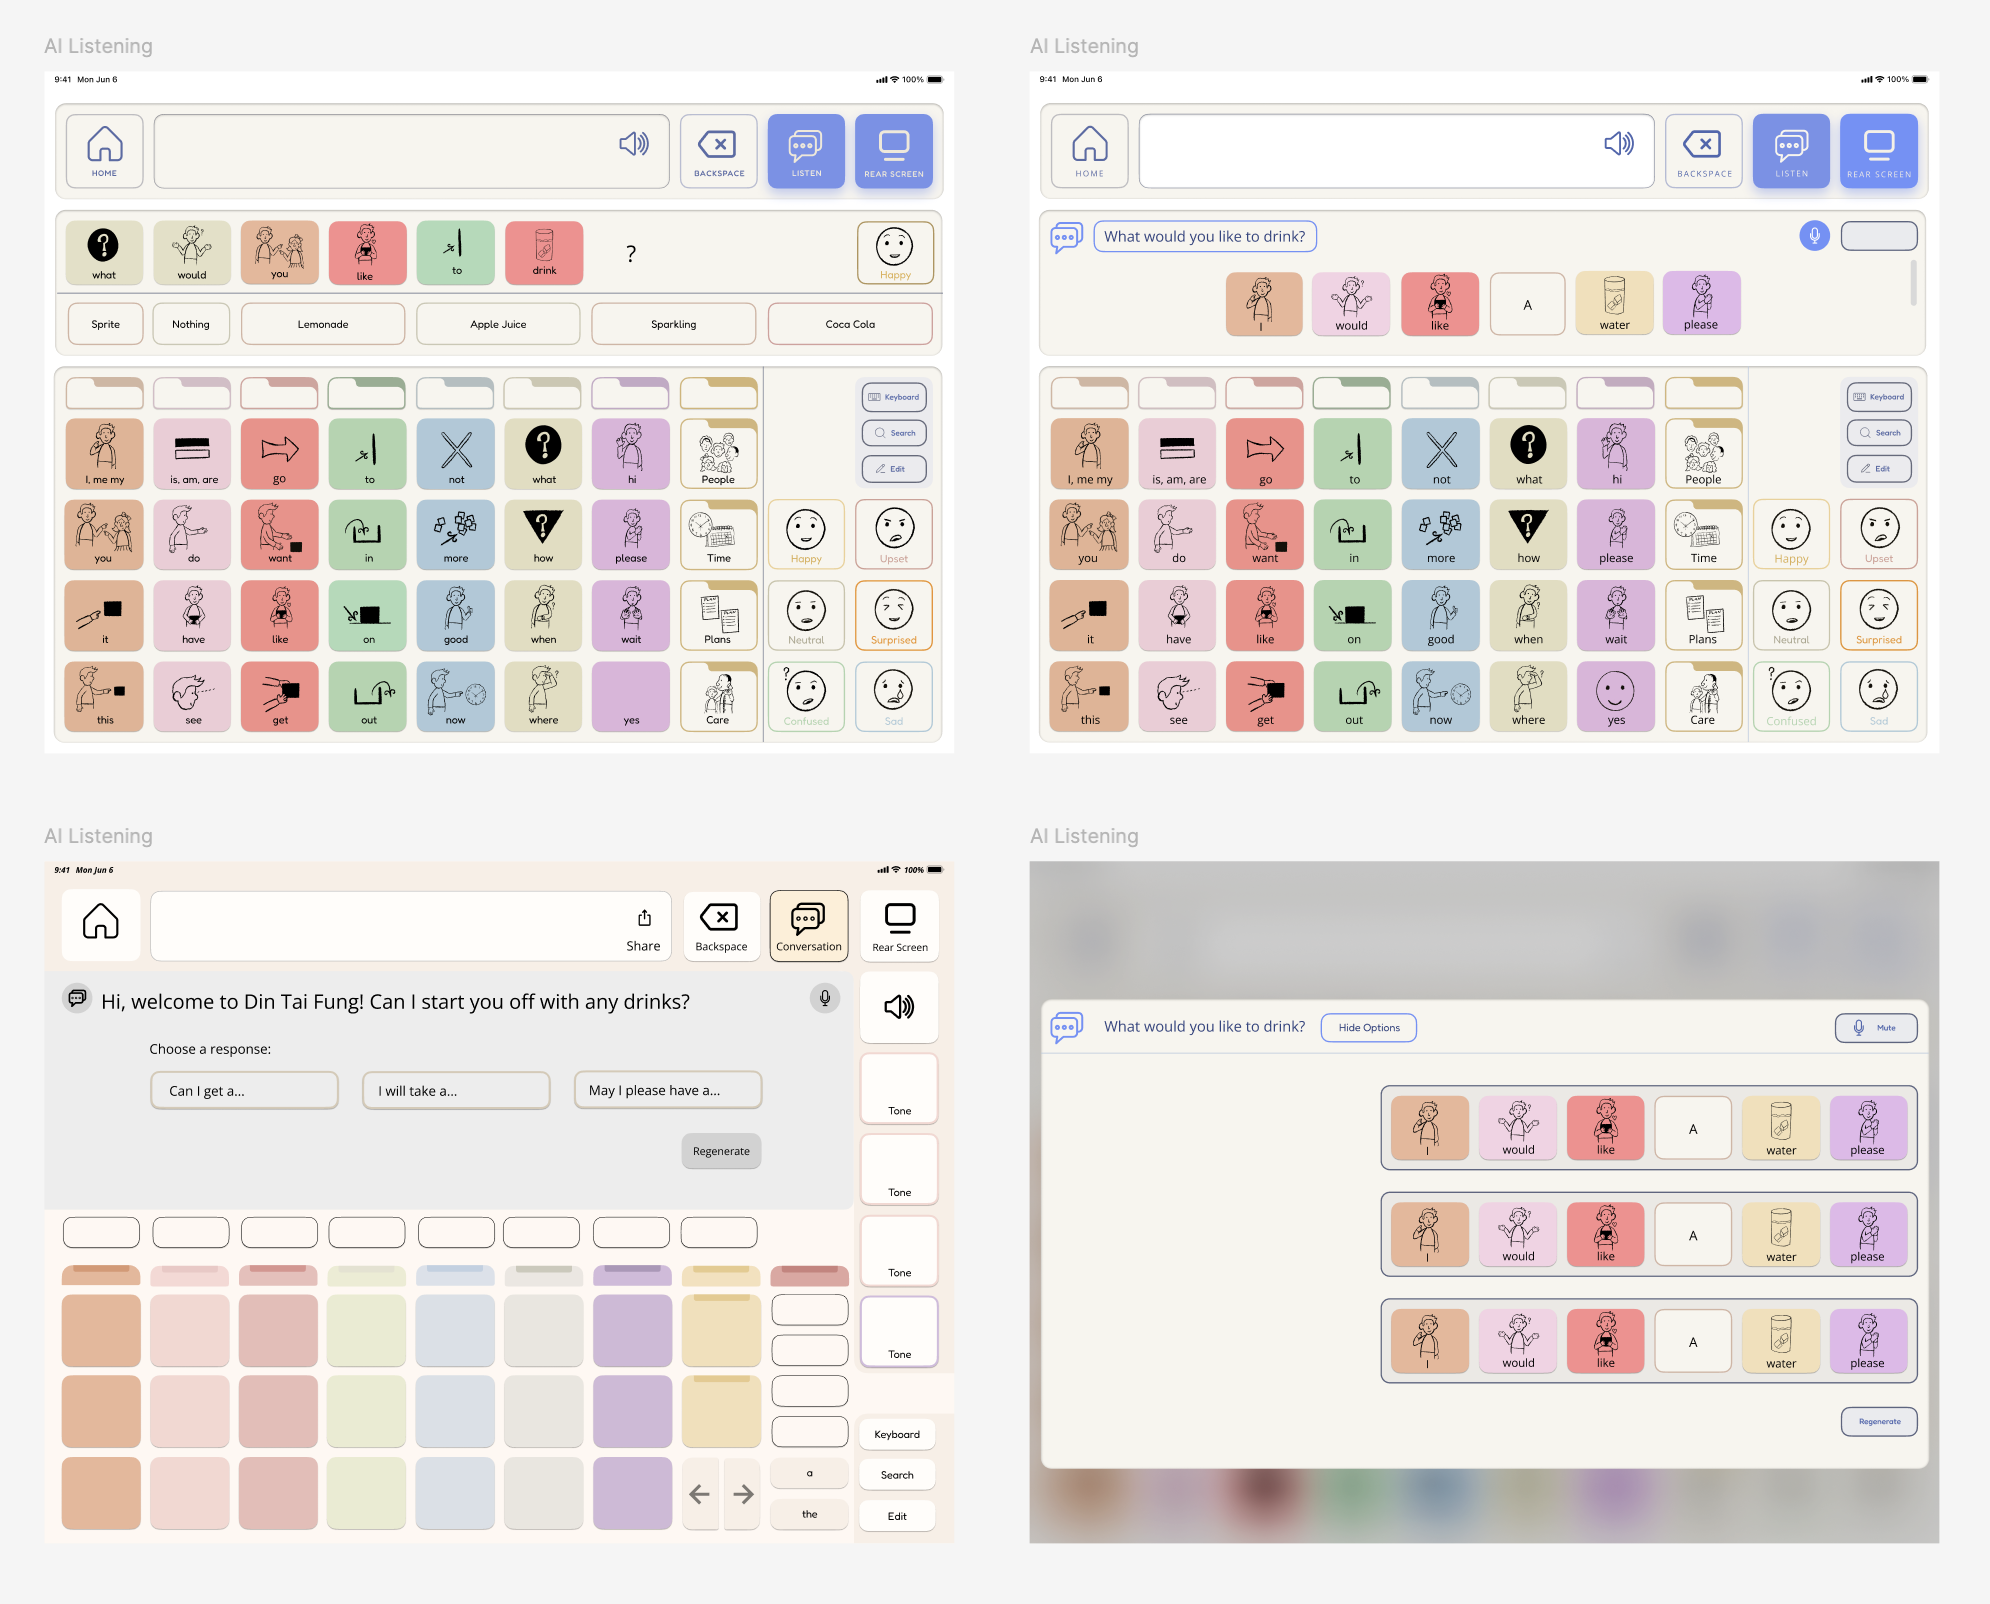 AI Listening
9:41 Mon Jun 6
100%
HOME
BACKSPACE
LISTEN
REAR SCREEN
what
would
you
like
to
drink
?
Happy
Sprite
Nothing
Lemonade
Apple Juice
Sparkling
Coca Cola
Keyboard
Search
Edit
I, me my
is, am, are
go
to
not
what
hi
People
you
do
want
in
more
how
please
Time
Happy
Upset
it
have
like
on
good
when
wait
PLAN
PLAN
Plans
Neutral
Surprised
this
see
get
out
now
where
yes
Care
?
Confused
Sad
AI Listening
9:41 Mon Jun 6
100%
HOME
BACKSPACE
LISTEN
REAR SCREEN
What would you like to drink?
I
would
like
A
water
please
Keyboard
Search
Edit
I, me my
is, am, are
go
to
not
what
hi
People
you
do
want
in
more
how
please
Time
Happy
Upset
it
have
like
on
good
when
wait
PLAN
PLAN
Plans
Neutral
Surprised
this
see
get
out
now
where
yes
Care
?
Confused
Sad
AI Listening
9:41 Mon Jun 6
100%
Share
Backspace
Conversation
Rear Screen
Hi, welcome to Din Tai Fung! Can I start you off with any drinks?
Choose a response:
Can I get a...
I will take a...
May I please have a...
Regenerate
Tone
Tone
Tone
Tone
Keyboard
Search
Edit
a
the
AI Listening
What would you like to drink?
Hide Options
Mute
I
would
like
A
water
please
I
would
like
A
water
please
I
would
like
A
water
please
Regenerate